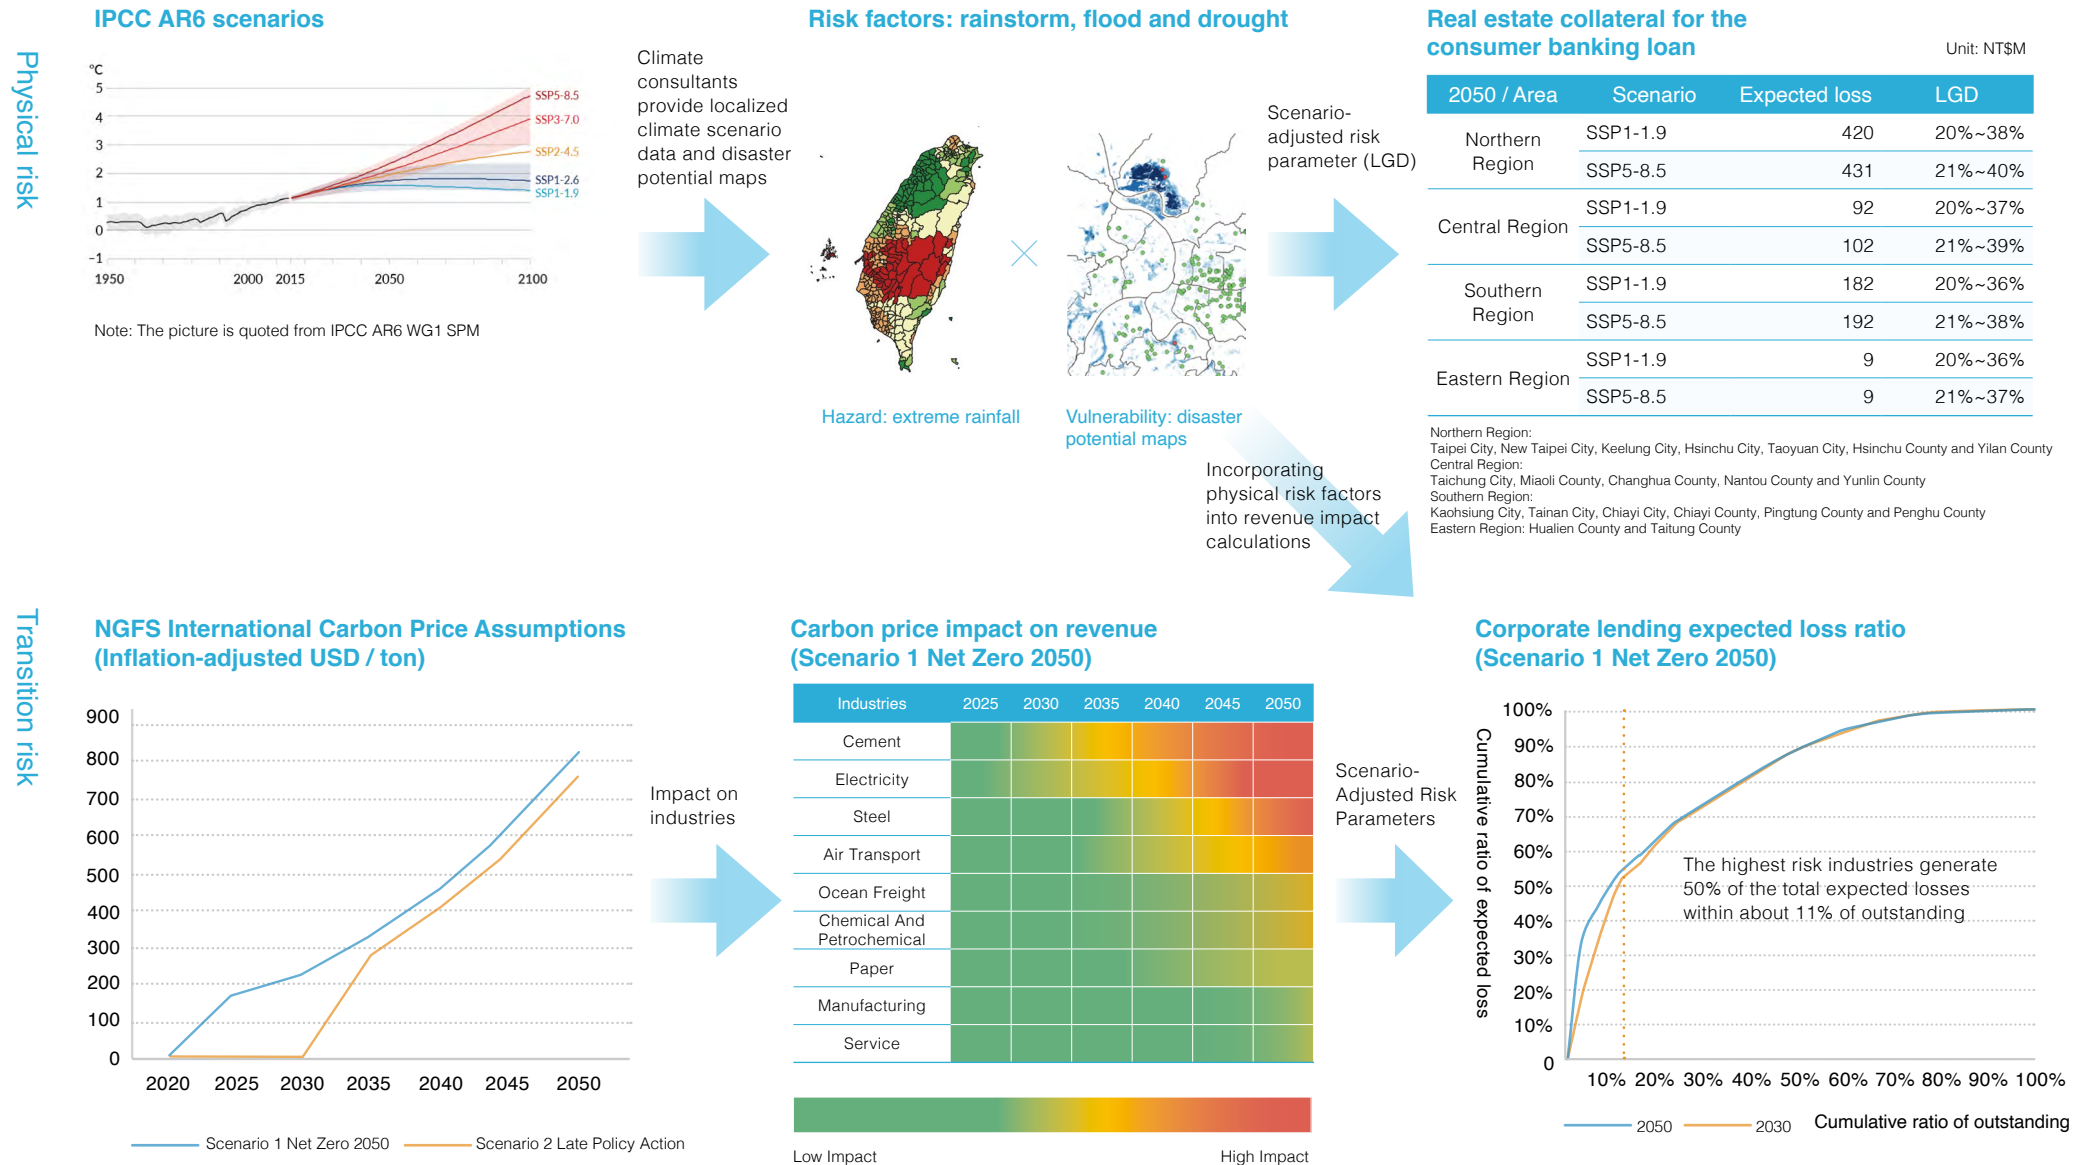 Physical risk
IPCC AR6 scenarios
°C
5
4
3
2
1
0
−1
1950
2000
2015
2050
2100
SSP5-8.5
SSP3-7.0
SSP2-4.5
SSP1-2.6
SSP1-1.9
Note: The picture is quoted from IPCC AR6 WG1 SPM
Climate
consultants
provide localized
climate scenario
data and disaster
potential maps
Risk factors: rainstorm, flood and drought
Hazard: extreme rainfall
Vulnerability: disaster
potential maps
Scenario-
adjusted risk
parameter (LGD)
Incorporating
physical risk factors
into revenue impact
calculations
Real estate collateral for the
consumer banking loan
Unit: NT$M
2050 / Area Scenario Expected loss LGD
Northern
Region
SSP1-1.9 420 20%~38%
SSP5-8.5 431 21%~40%
Central Region
SSP1-1.9 92 20%~37%
SSP5-8.5 102 21%~39%
Southern
Region
SSP1-1.9 182 20%~36%
SSP5-8.5 192 21%~38%
Eastern Region
SSP1-1.9 9 20%~36%
SSP5-8.5 9 21%~37%
Northern Region:
Taipei City, New Taipei City, Keelung City, Hsinchu City, Taoyuan City, Hsinchu County and Yilan County
Central Region:
Taichung City, Miaoli County, Changhua County, Nantou County and Yunlin County
Southern Region:
Kaohsiung City, Tainan City, Chiayi City, Chiayi County, Pingtung County and Penghu County
Eastern Region: Hualien County and Taitung County
Transition risk
NGFS International Carbon Price Assumptions
(Inflation-adjusted USD / ton)
900
800
700
600
500
400
300
200
100
0
2020 2025 2030 2035 2040 2045 2050
Scenario 1 Net Zero 2050 Scenario 2 Late Policy Action
Impact on
industries
Carbon price impact on revenue
(Scenario 1 Net Zero 2050)
Industries 2025 2030 2035 2040 2045 2050
Cement
Electricity
Steel
Air Transport
Ocean Freight
Chemical And
Petrochemical
Paper
Manufacturing
Service
Low Impact High Impact
Scenario-
Adjusted Risk
Parameters
Corporate lending expected loss ratio
(Scenario 1 Net Zero 2050)
Cumulative ratio of expected loss
100%
90%
80%
70%
60%
50%
40%
30%
20%
10%
0
The highest risk industries generate
50% of the total expected losses
within about 11% of outstanding
10% 20% 30% 40% 50% 60% 70% 80% 90% 100%
2050 2030 Cumulative ratio of outstanding